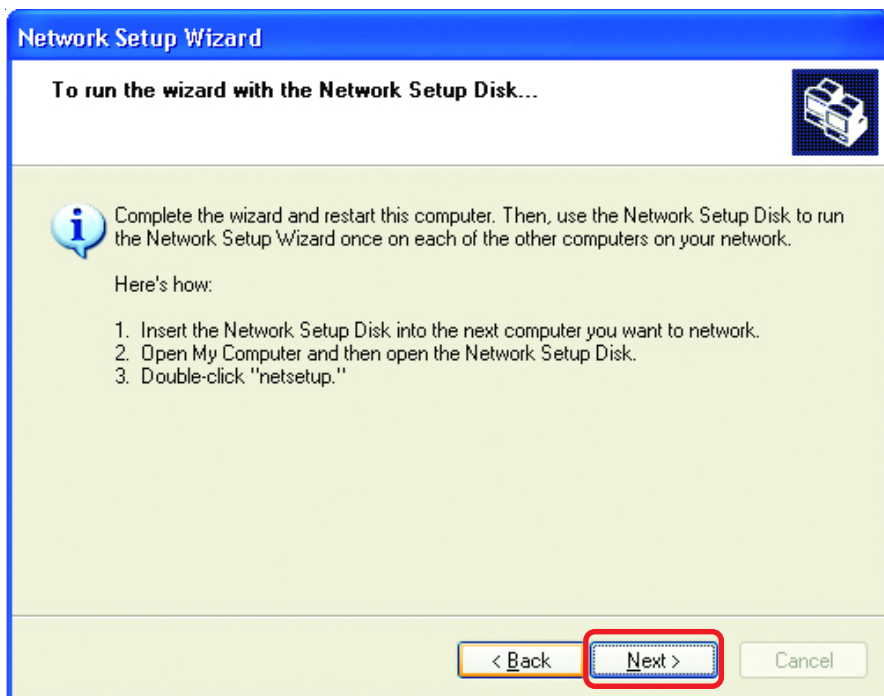 Network Setup Wizard
To run the wizard with the Network Setup Disk...
Complete the wizard and restart this computer. Then, use the Network Setup Disk to run
the Network Setup Wizard once on each of the other computers on your network.
Here's how:
1. Insert the Network Setup Disk into the next computer you want to network.
2. Open My Computer and then open the Network Setup Disk.
3. Double-click "netsetup."
< Back
Next >
Cancel